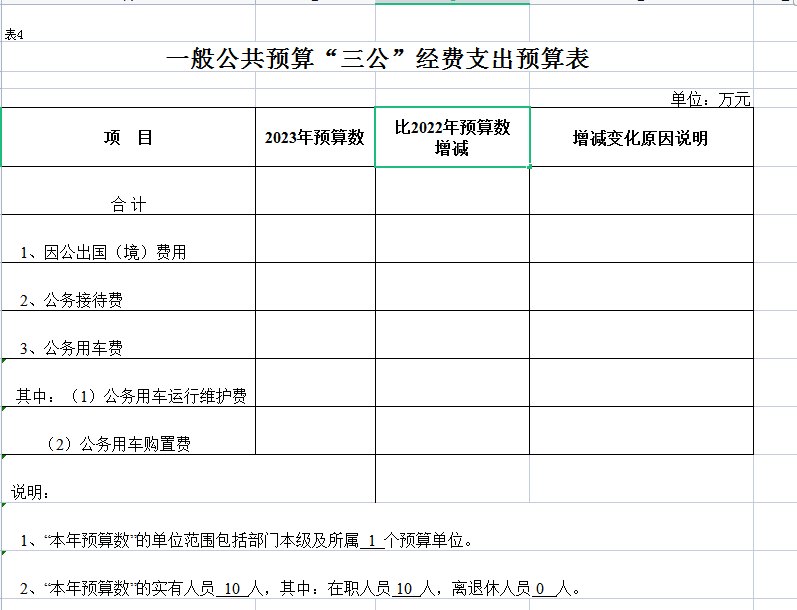 表4
一般公共预算“三公”经费支出预算表
单位：万元
项 目 2023年预算数 比2022年预算数增减 增减变化原因说明
合 计
1、因公出国（境）费用
2、公务接待费
3、公务用车费
其中：（1）公务用车运行维护费
（2）公务用车购置费
说明：
1、“本年预算数”的单位范围包括部门本级及所属 1 个预算单位。
2、“本年预算数”的实有人员 10 人，其中：在职人员 10 人，离退休人员 0 人。